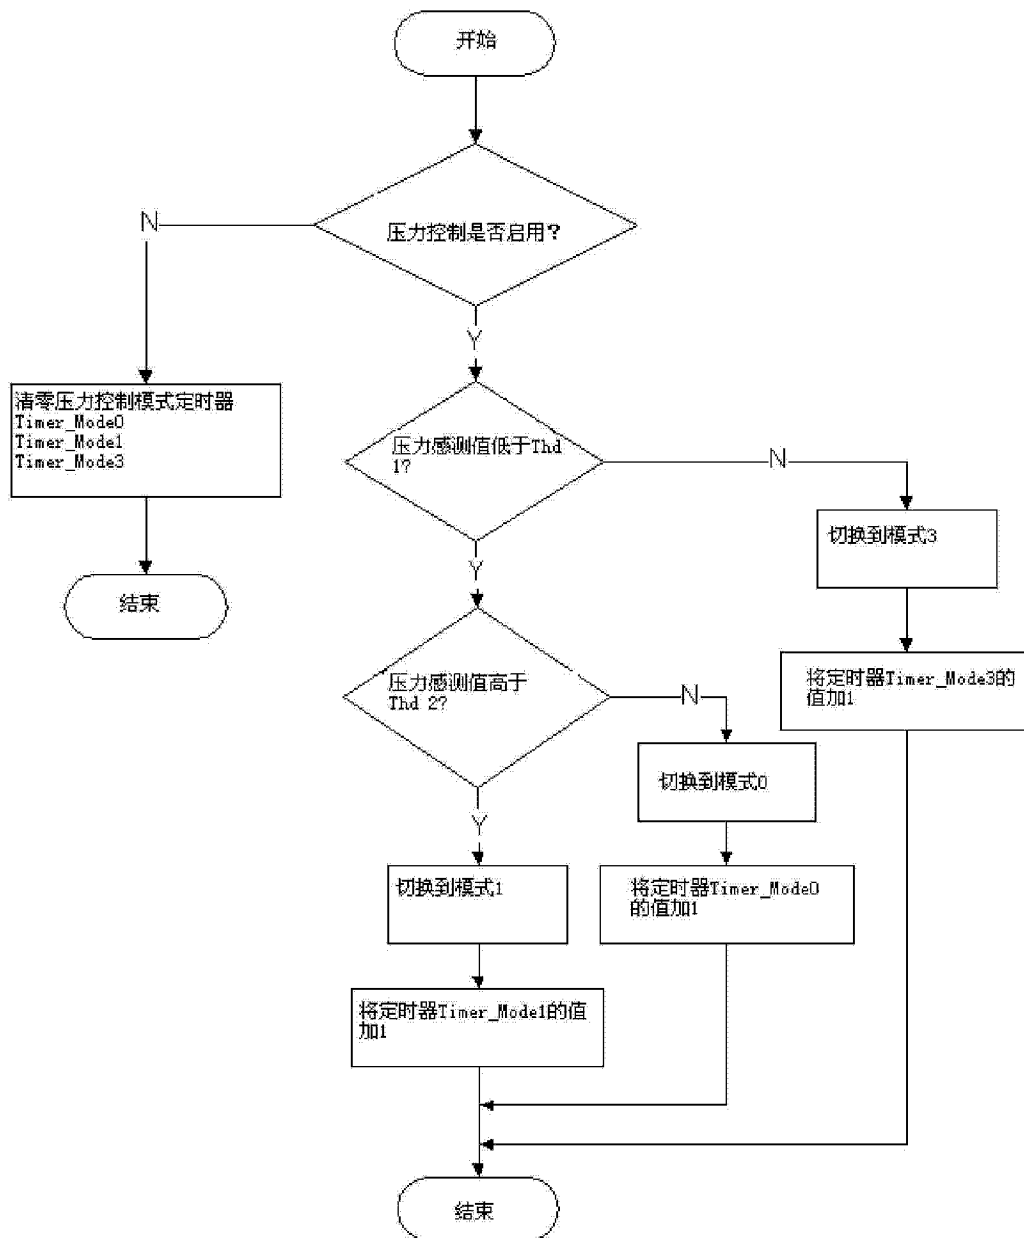 开始
N
压力控制是否启用？
Y
清零压力控制模式定时器
Timer_Mode0
Timer_Mode1
Timer_Mode3
结束
压力感测值低于Thd
1?
N
切换到模式3
将定时器Timer_Mode3的
值加1
Y
压力感测值高于
Thd 2?
N
切换到模式0
将定时器Timer_Mode0
的值加1
Y
切换到模式1
将定时器Timer_Mode1的值
加1
结束